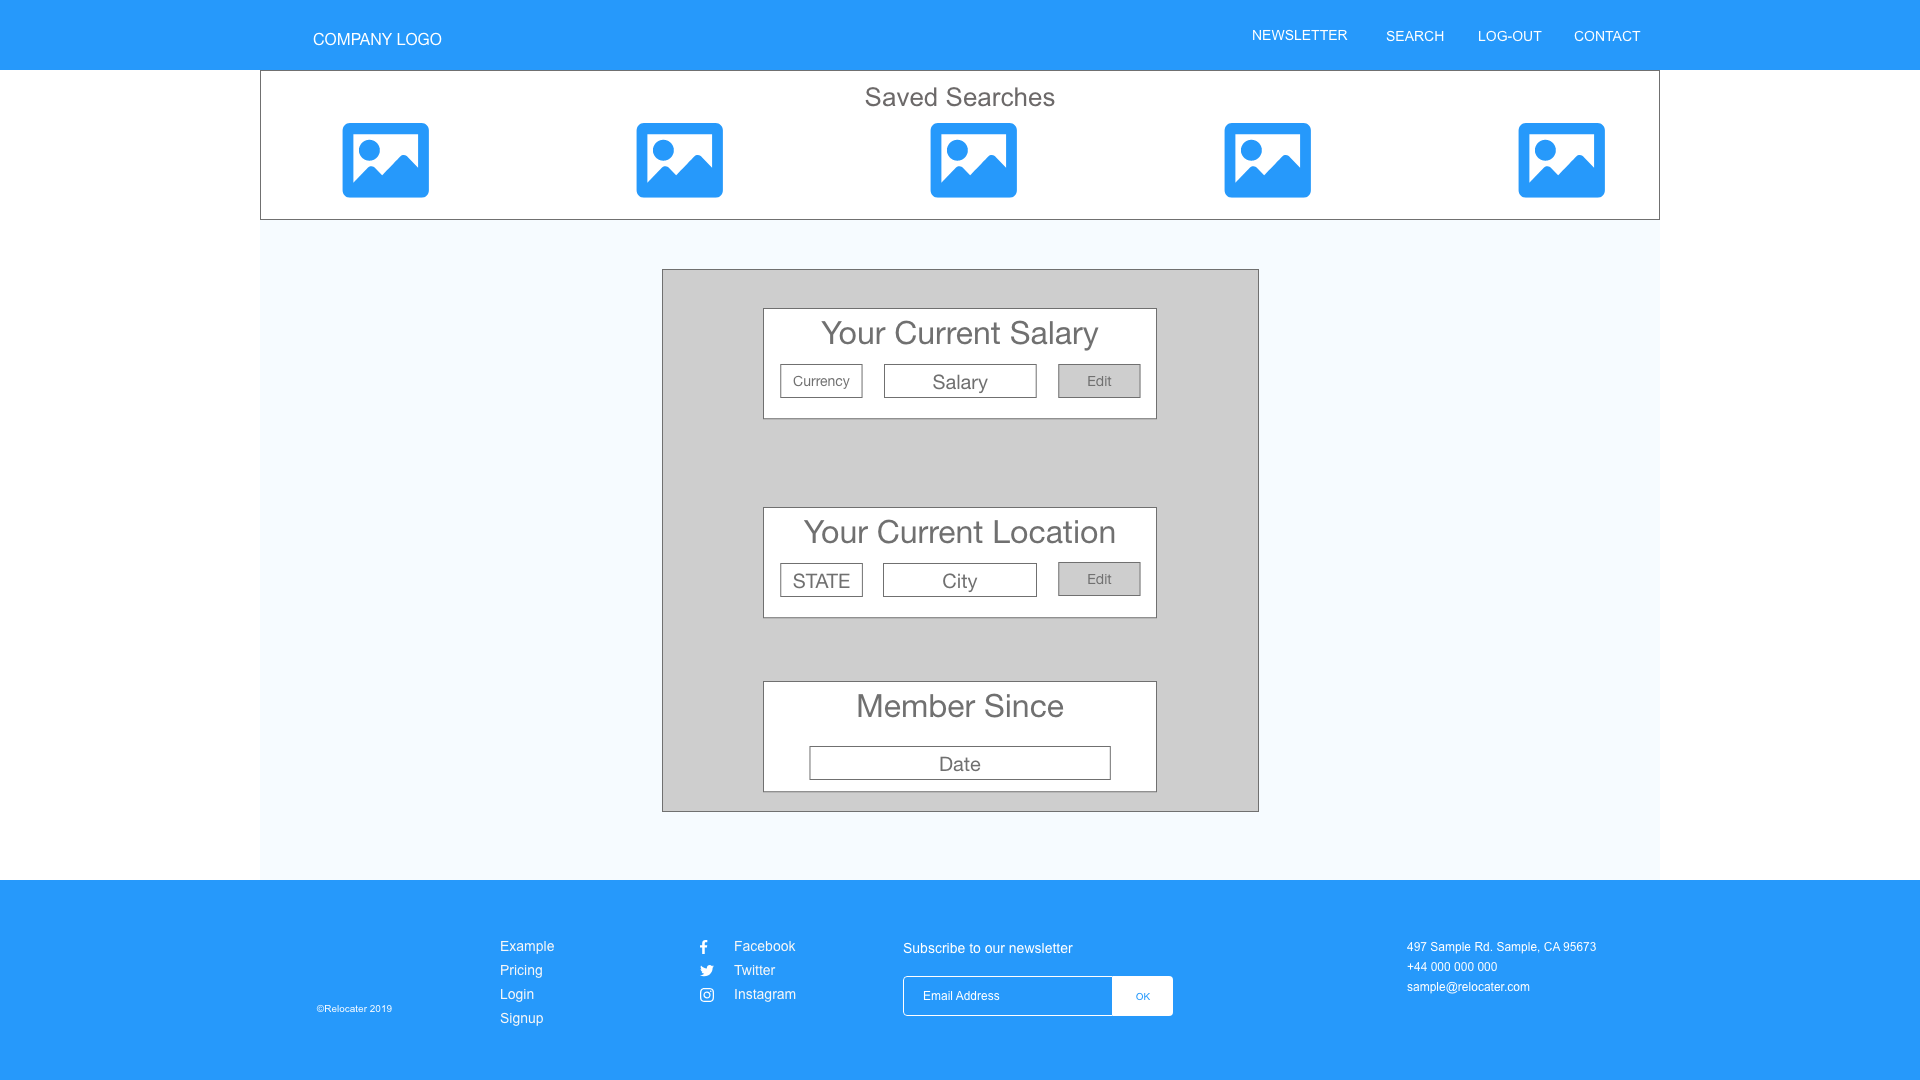 COMPANY LOGO
NEWSLETTER
SEARCH
LOG-OUT
CONTACT
Saved Searches
Your Current Salary
Currency
Salary
Edit
Your Current Location
STATE
City
Edit
Member Since
Date
©Relocater 2019
Example
Pricing
Login
Signup
Facebook
Twitter
Instagram
Subscribe to our newsletter
Email Address
OK
497 Sample Rd. Sample, CA 95673
+44 000 000 000
sample@relocater.com